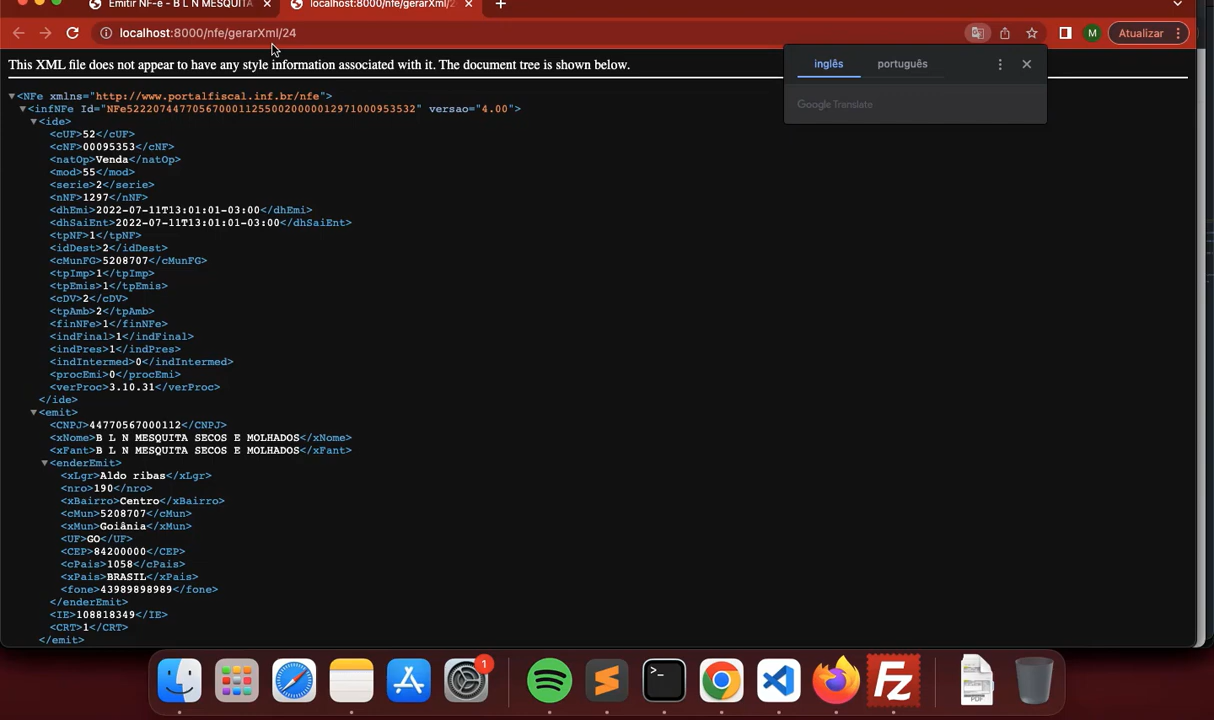 Emitir NF-e - B L N MESQUITA
localhost:8000/nfe/gerarXml/2
localhost:8000/nfe/gerarXml/24
M
Atualizar
This XML file does not appear to have any style information associated with it. The document tree is shown below.
inglês
português
Google Translate
<NFe xmlns="http://www.portalfiscal.inf.br/nfe">
<infNFe Id="NFe52220744770567000112550020000012971000953532" versao="4.00">
<ide>
<cUF>52</cUF>
<cNF>00095353</cNF>
<natOp>Venda</natOp>
<mod>55</mod>
<serie>2</serie>
<nNF>1297</nNF>
<dhEmi>2022-07-11T13:01:01-03:00</dhEmi>
<dhSaiEnt>2022-07-11T13:01:01-03:00</dhSaiEnt>
<tpNF>1</tpNF>
<idDest>2</idDest>
<cMunFG>5208707</cMunFG>
<tpImp>1</tpImp>
<tpEmis>1</tpEmis>
<cDV>2</cDV>
<tpAmb>2</tpAmb>
<finNFe>1</finNFe>
<indFinal>1</indFinal>
<indPres>1</indPres>
<indIntermed>0</indIntermed>
<procEmi>0</procEmi>
<verProc>3.10.31</verProc>
</ide>
<emit>
<CNPJ>44770567000112</CNPJ>
<xNome>B L N MESQUITA SECOS E MOLHADOS</xNome>
<xFant>B L N MESQUITA SECOS E MOLHADOS</xFant>
<enderEmit>
<xLgr>Aldo ribas</xLgr>
<nro>190</nro>
<xBairro>Centro</xBairro>
<cMun>5208707</cMun>
<xMun>Goiânia</xMun>
<UF>GO</UF>
<CEP>84200000</CEP>
<cPais>1058</cPais>
<xPais>BRASIL</xPais>
<fone>43989898989</fone>
</enderEmit>
<IE>108818349</IE>
<CRT>1</CRT>
</emit>
1
>_
Fz
PDF